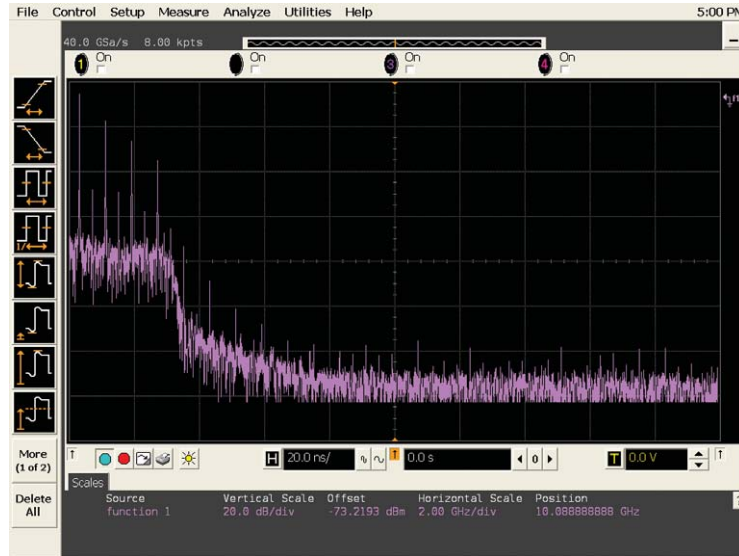 File Control Setup Measure Analyze Utilities Help 5:00 PM
40.0 GSa/s 8.00 kpts
1 On On 3 On 4 On
1/
More
(1 of 2)
Delete
All
H 20.0 ns/ 0.0 s 0 T 0.0 V
Scales
Source Vertical Scale Offset Horizontal Scale Position
function 1 20.0 dB/div -73.2193 dBm 2.00 GHz/div 10.088888888 GHz